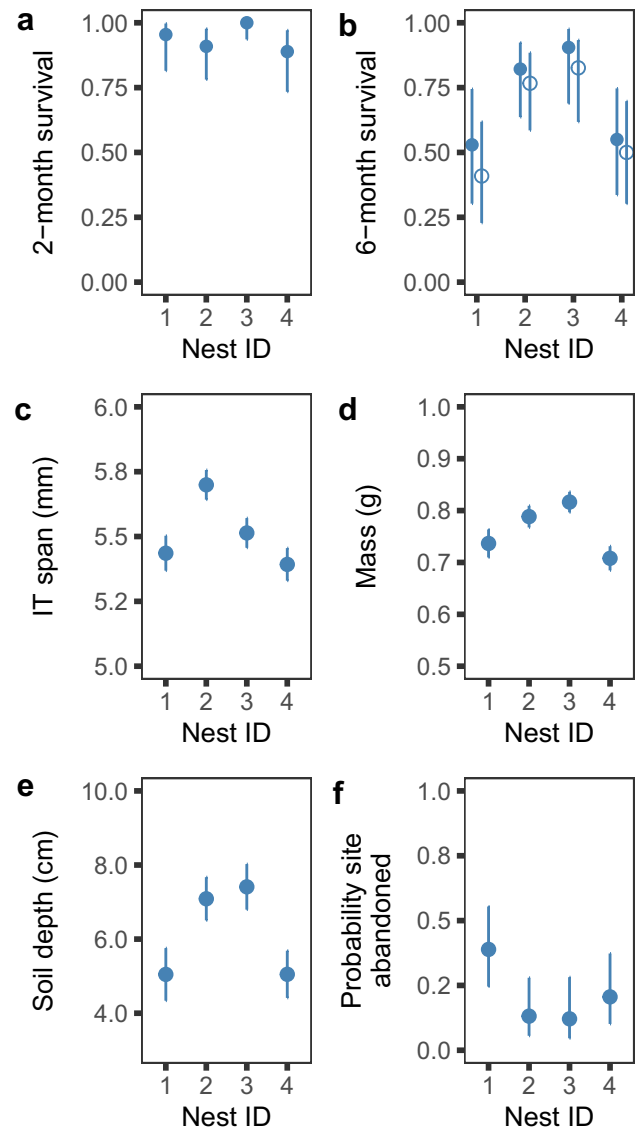 a
2−month survival
1.00
0.75
0.50
0.25
0.00
1 2 3 4
Nest ID
b
6−month survival
1.00
0.75
0.50
0.25
0.00
1 2 3 4
Nest ID
c
IT span (mm)
6.0
5.8
5.5
5.2
5.0
1 2 3 4
Nest ID
d
Mass (g)
1.0
0.9
0.8
0.7
0.5
1 2 3 4
Nest ID
e
Soil depth (cm)
10.0
8.0
6.0
4.0
1 2 3 4
Nest ID
f
Probability site
abandoned
1.0
0.8
0.5
0.2
0.0
1 2 3 4
Nest ID